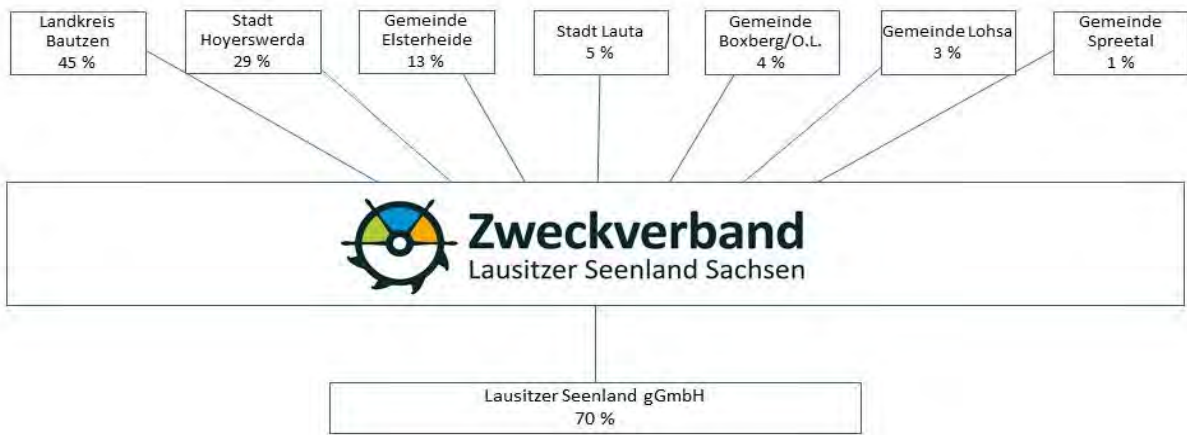 Landkreis
Bautzen
45 %
Stadt
Hoyerswerda
29 %
Gemeinde
Elsterheide
13 %
Stadt Lauta
5 %
Gemeinde
Boxberg/O.L.
4 %
Gemeinde Lohsa
3 %
Gemeinde
Spreetal
1 %
Zweckverband
Lausitzer Seenland Sachsen
Lausitzer Seenland gGmbH
70 %